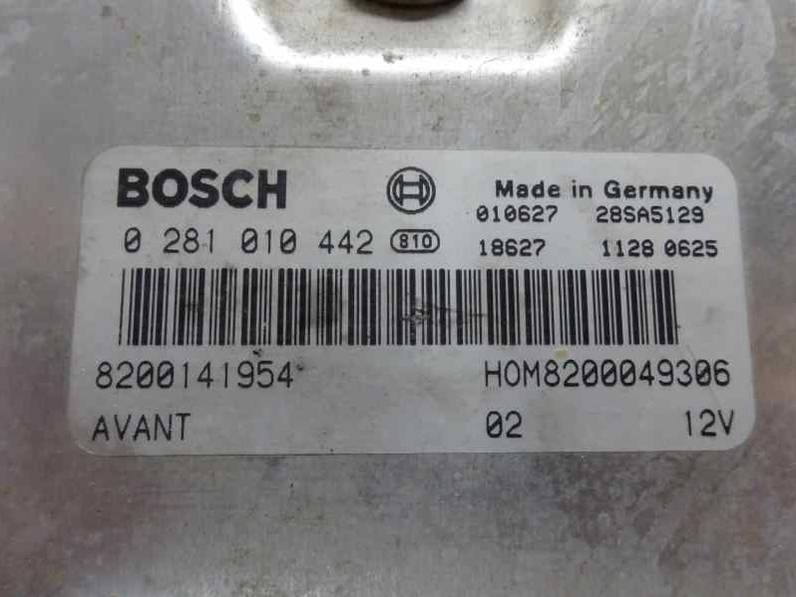 BOSCH
Made in Germany
010627 28SA5129
0 281 010 442 810
18627 1128 0625
8200141954 HOM8200049306
AVANT 02 12V